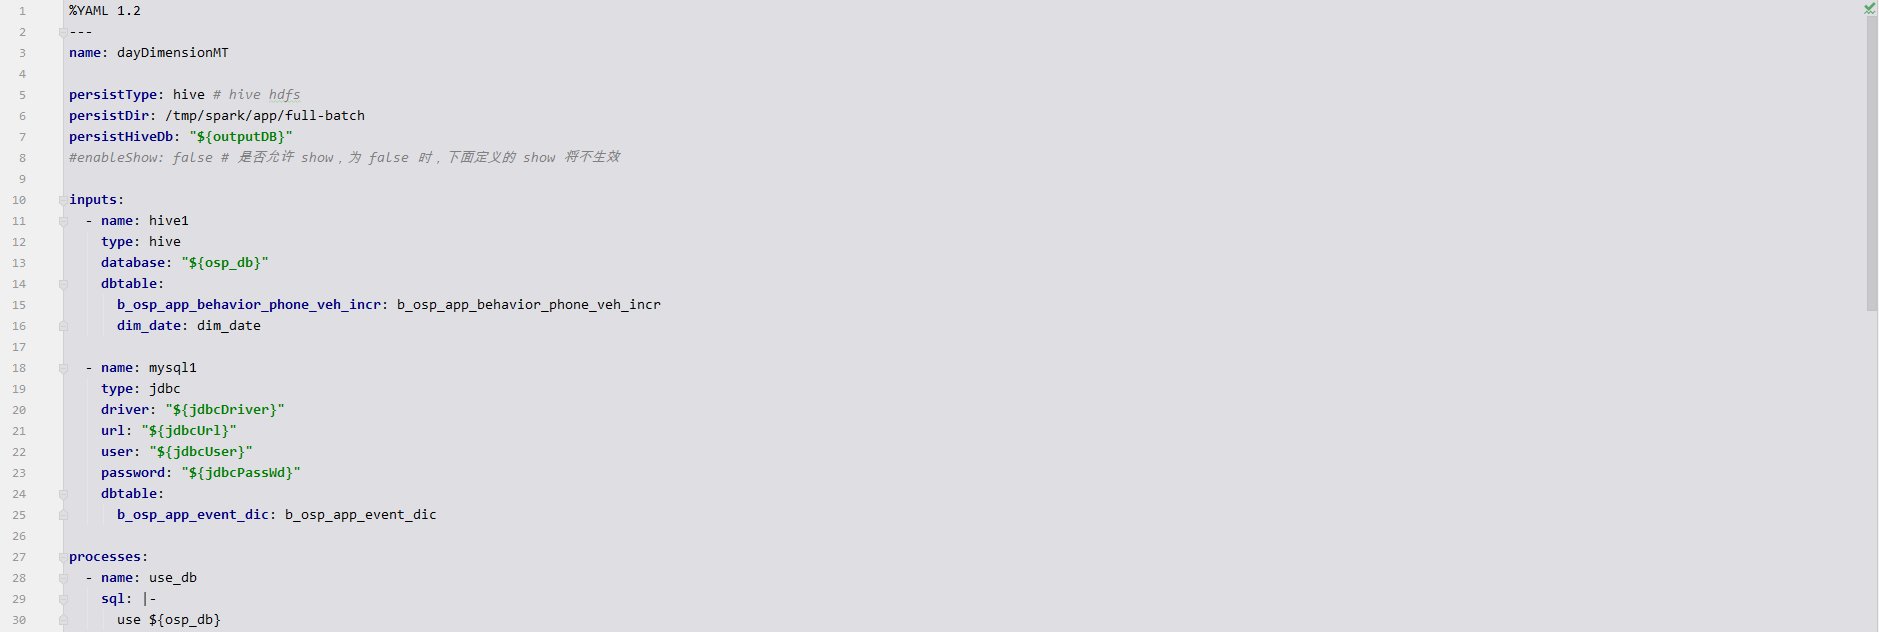 1 %YAML 1.2
2 ---
3 name: dayDimensionMT
4
5 persistType: hive # hive hdfs
6 persistDir: /tmp/spark/app/full-batch
7 persistHiveDb: "${outputDB}"
8 #enableShow: false # 是否允许 show，为 false 时，下面定义的 show 将不生效
9
10 inputs:
11   - name: hive1
12     type: hive
13     database: "${osp_db}"
14     dbtable:
15       b_osp_app_behavior_phone_veh_incr: b_osp_app_behavior_phone_veh_incr
16       dim_date: dim_date
17
18   - name: mysql1
19     type: jdbc
20     driver: "${jdbcDriver}"
21     url: "${jdbcUrl}"
22     user: "${jdbcUser}"
23     password: "${jdbcPassWd}"
24     dbtable:
25       b_osp_app_event_dic: b_osp_app_event_dic
26
27 processes:
28   - name: use_db
29     sql: |-
30       use ${osp_db}